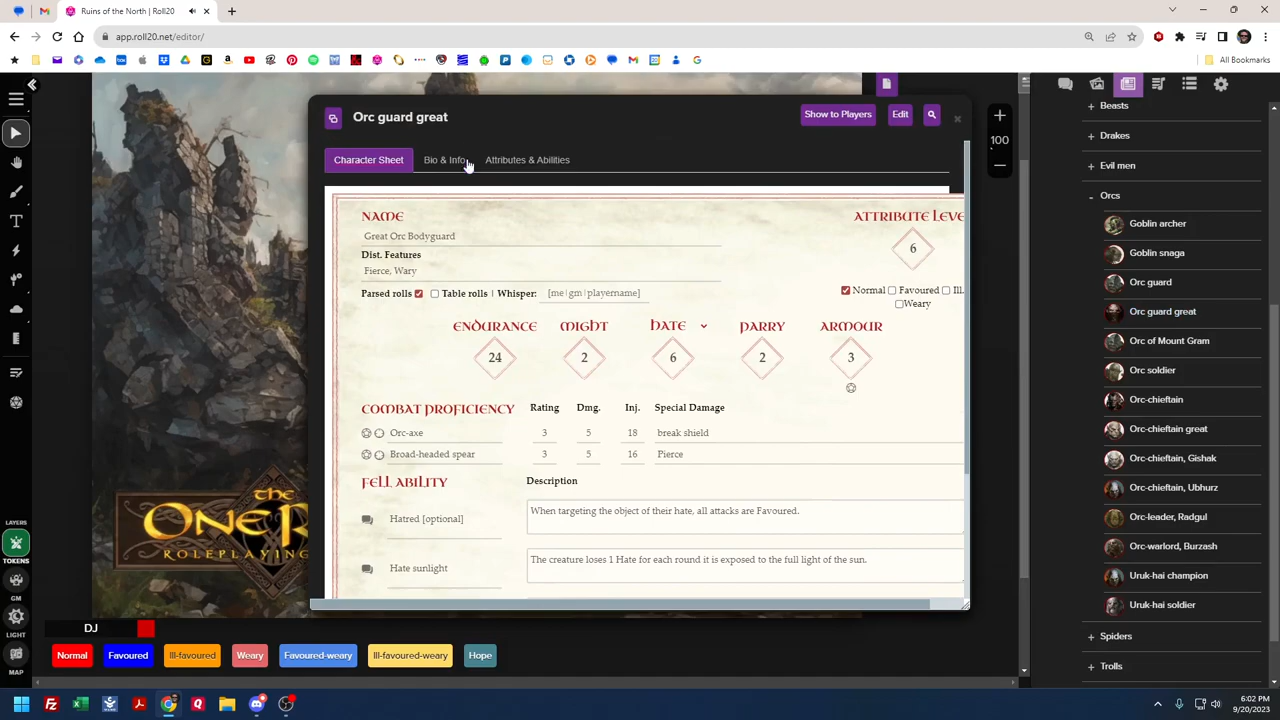 Ruins of the North | Roll20
app.roll20.net/editor/
All Bookmarks
Orc guard great
Show to Players
Edit
Character Sheet
Bio & Info
Attributes & Abilities
NAME
ATTRIBUTE LEVE
Great Orc Bodyguard
6
Dist. Features
Fierce, Wary
Parsed rolls
Table rolls
Whisper:
[me|gm|playername]
Normal
Favoured
Ill
Weary
ENDURANCE
MIGHT
HATE
PARRY
ARMOUR
24
2
6
2
3
COMBAT PROFICIENCY
Rating
Dmg.
Inj.
Special Damage
Orc-axe
3
5
18
break shield
Broad-headed spear
3
5
16
Pierce
FELL ABILITY
Description
Hatred [optional]
When targeting the object of their hate, all attacks are Favoured.
Hate sunlight
The creature loses 1 Hate for each round it is exposed to the full light of the sun.
100
Beasts
Drakes
Evil men
Orcs
Goblin archer
Goblin snaga
Orc guard
Orc guard great
Orc of Mount Gram
Orc soldier
Orc-chieftain
Orc-chieftain great
Orc-chieftain, Gishak
Orc-chieftain, Ubhurz
Orc-leader, Radgul
Orc-warlord, Burzash
Uruk-hai champion
Uruk-hai soldier
Spiders
Trolls
LAYERS
TOKENS
GM
LIGHT
MAP
the
ONE R
ROLEPLAYING
DJ
Normal
Favoured
Ill-favoured
Weary
Favoured-weary
Ill-favoured-weary
Hope
6:02 PM
9/20/2023